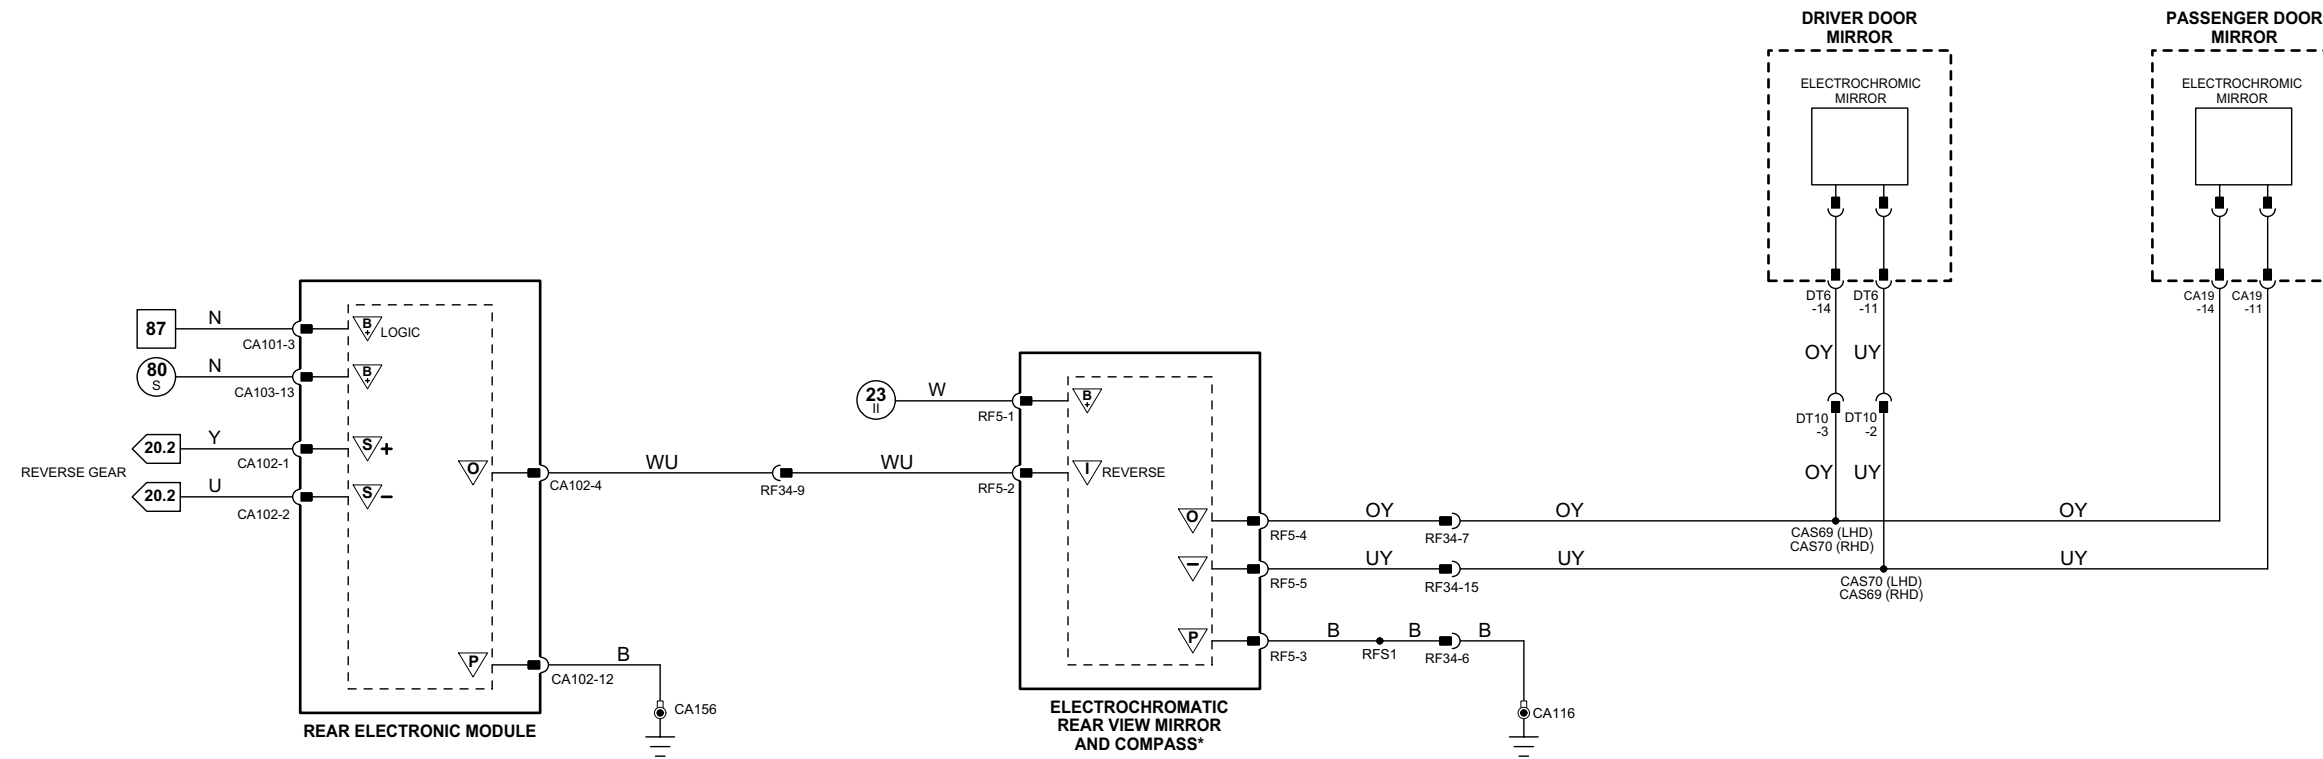 DRIVER DOOR
MIRROR
PASSENGER DOOR
MIRROR
ELECTROCHROMIC
MIRROR
ELECTROCHROMIC
MIRROR
DT6
-14
DT6
-11
CA19
-14
CA19
-11
OY
UY
DT10
-3
DT10
-2
OY
UY
87
N
CA101-3
B
+
LOGIC
80
S
N
CA103-13
B
+
REVERSE GEAR
20.2
Y
CA102-1
S
+
20.2
U
CA102-2
S
−
O
CA102-4
WU
RF34-9
WU
P
CA102-12
B
CA156
REAR ELECTRONIC MODULE
23
II
W
RF5-1
B
+
RF5-2
I
REVERSE
O
RF5-4
OY
RF34-7
OY
CAS69 (LHD)
CAS70 (RHD)
OY
−
RF5-5
UY
RF34-15
UY
CAS70 (LHD)
CAS69 (RHD)
UY
P
RF5-3
B
RFS1
B
RF34-6
B
CA116
ELECTROCHROMATIC
REAR VIEW MIRROR
AND COMPASS*